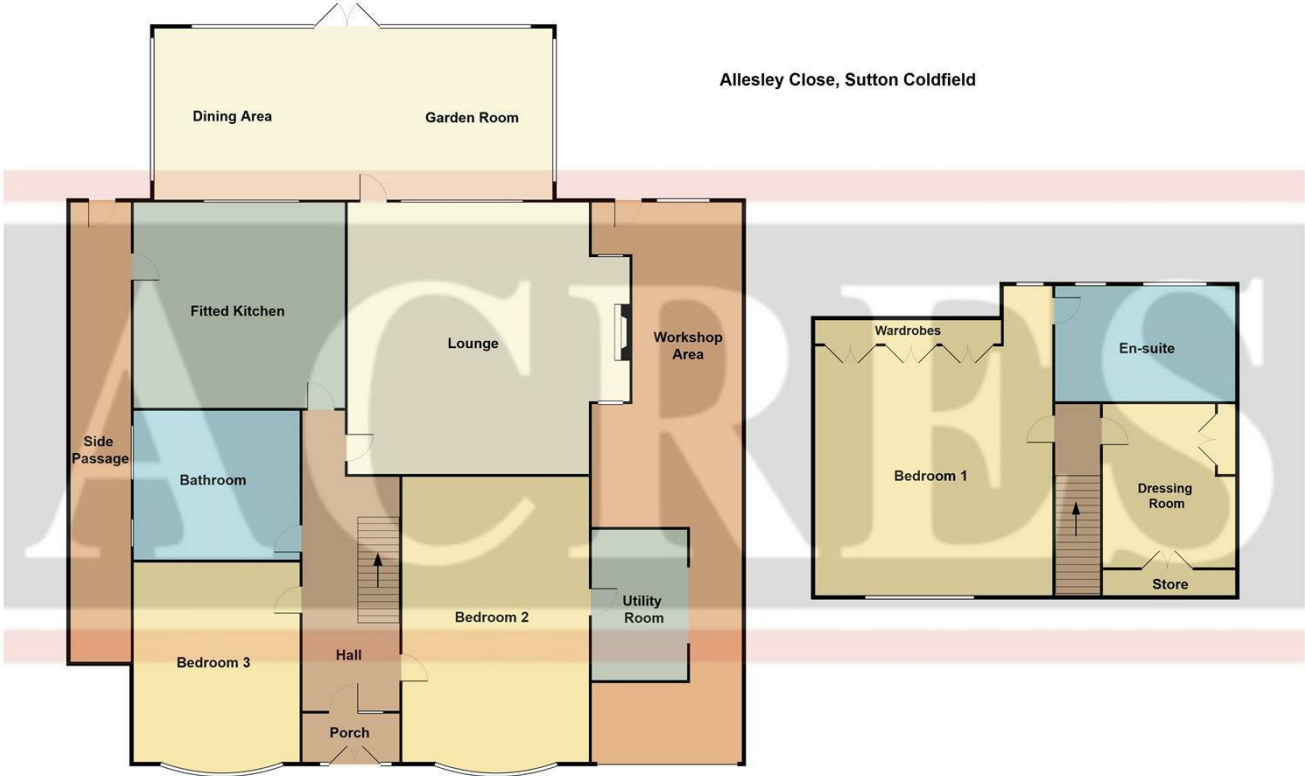 Allesley Close, Sutton Coldfield
Dining Area
Garden Room
Fitted Kitchen
Lounge
Workshop
Area
Side
Passage
Bathroom
Bedroom 2
Utility
Room
Bedroom 3
Hall
Porch
Wardrobes
En-suite
Bedroom 1
Dressing
Room
Store
ACRES